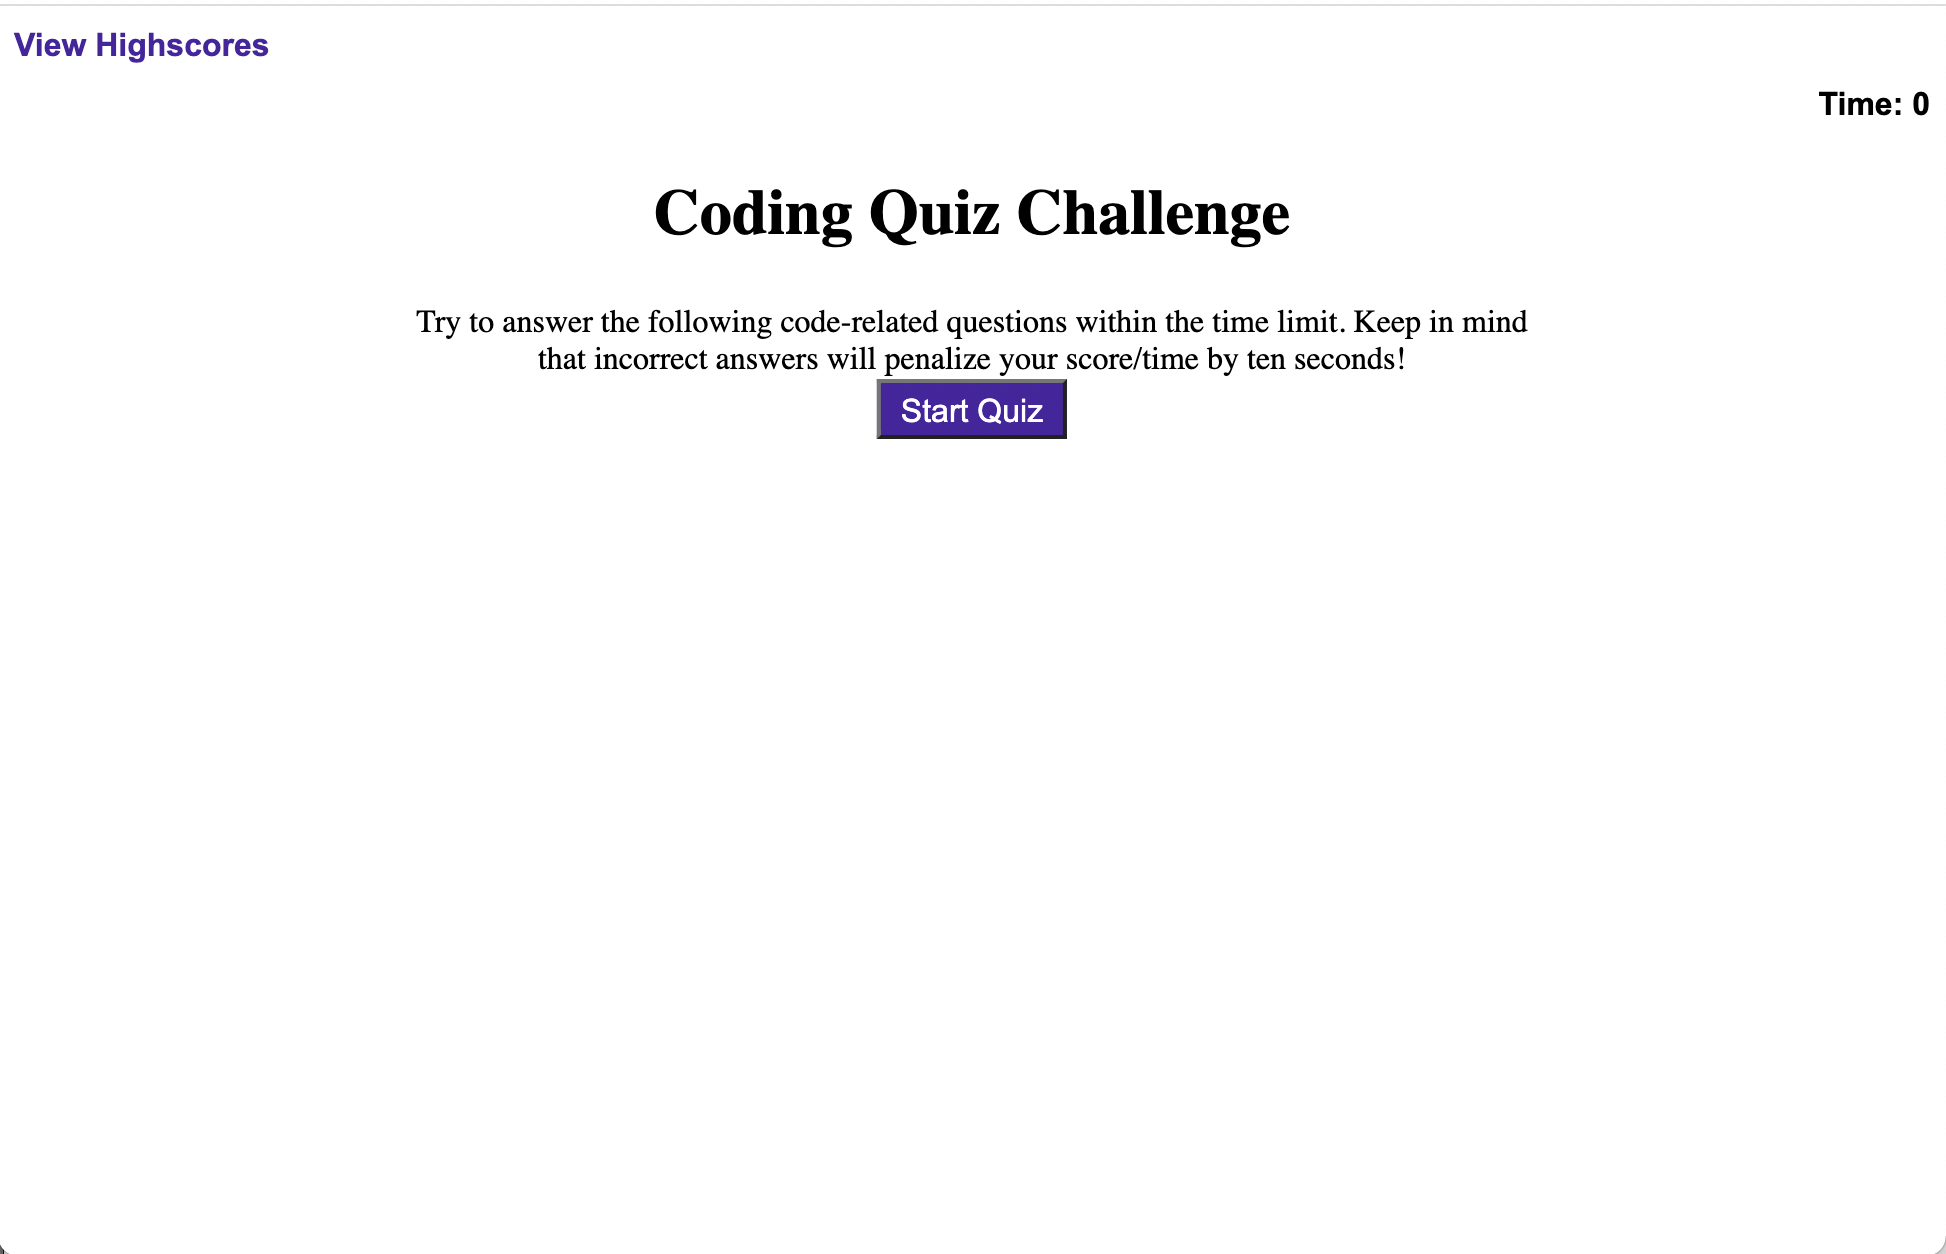 View Highscores
Time: 0
Coding Quiz Challenge
Try to answer the following code-related questions within the time limit. Keep in mind
that incorrect answers will penalize your score/time by ten seconds!
Start Quiz